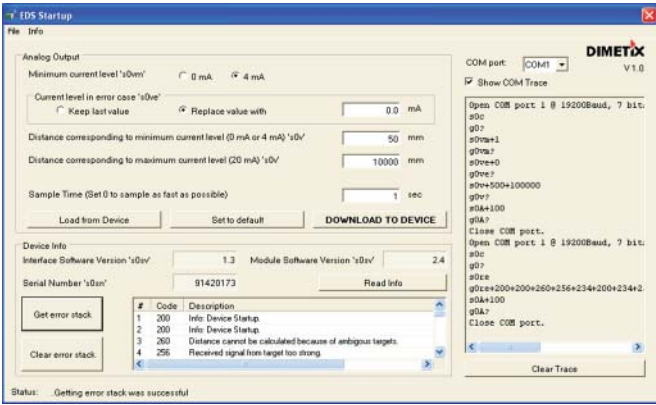 EDS Startup
File Info
Analog Output
Minimum current level 's0vm' 0 mA 4 mA
Current level in error case 's0ve'
Keep last value Replace value with 0.0 mA
Distance corresponding to minimum current level (0 mA or 4 mA) 's0v' 50 mm
Distance corresponding to maximum current level (20 mA) 's0v' 10000 mm
Sample Time (Set 0 to sample as fast as possible) 1 sec
Load from Device Set to default DOWNLOAD TO DEVICE
Device Info
Interface Software Version 's0sv' 1.3 Module Software Version 's0sv' 2.4
Serial Number 's0sn' 91420173 Read Info
Get error stack
Clear error stack
# Code Description
1 200 Info: Device Startup.
2 200 Info: Device Startup.
3 260 Distance cannot be calculated because of ambigous targets.
4 256 Received signal from target too strong.
Status: ..Getting error stack was successful
DIMETIX
COM port: COM1 V 1.0
Show COM Trace
Open COM port 1 @ 19200Baud, 7 bit
s0c
g0?
s0vm+1
g0vm?
s0ve+0
g0ve?
s0v+500+100000
g0v?
s0A+100
g0A?
Close COM port.
Open COM port 1 @ 19200Baud, 7 bit
s0c
g0?
s0re
g0re+200+200+260+256+234+200+234+2
s0A+100
g0A?
Close COM port.
Clear Trace